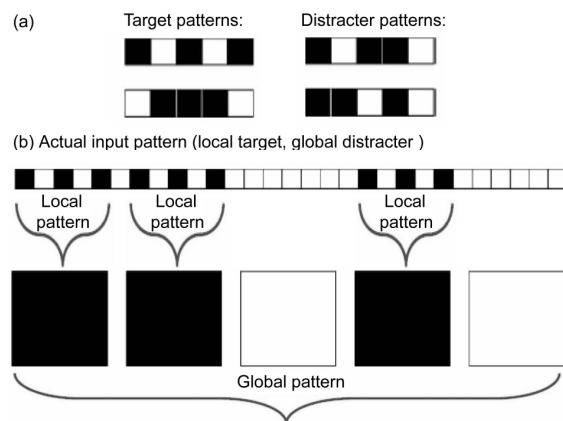 (a) Target patterns: Distracter patterns:
(b) Actual input pattern (local target, global distracter )
Local pattern
Local pattern
Local pattern
Global pattern